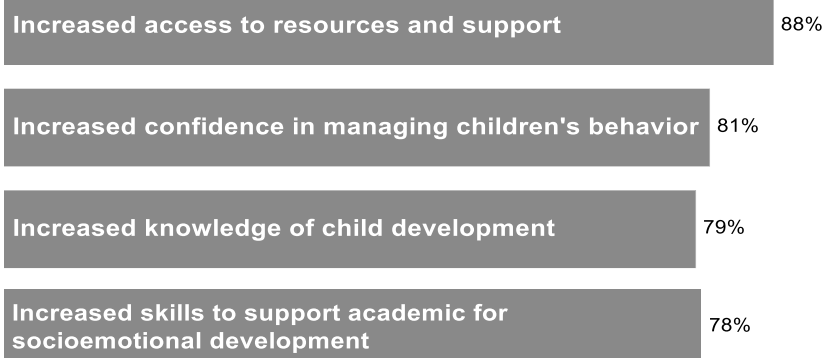 Increased access to resources and support 88%
Increased confidence in managing children's behavior 81%
Increased knowledge of child development 79%
Increased skills to support academic for
socioemotional development 78%